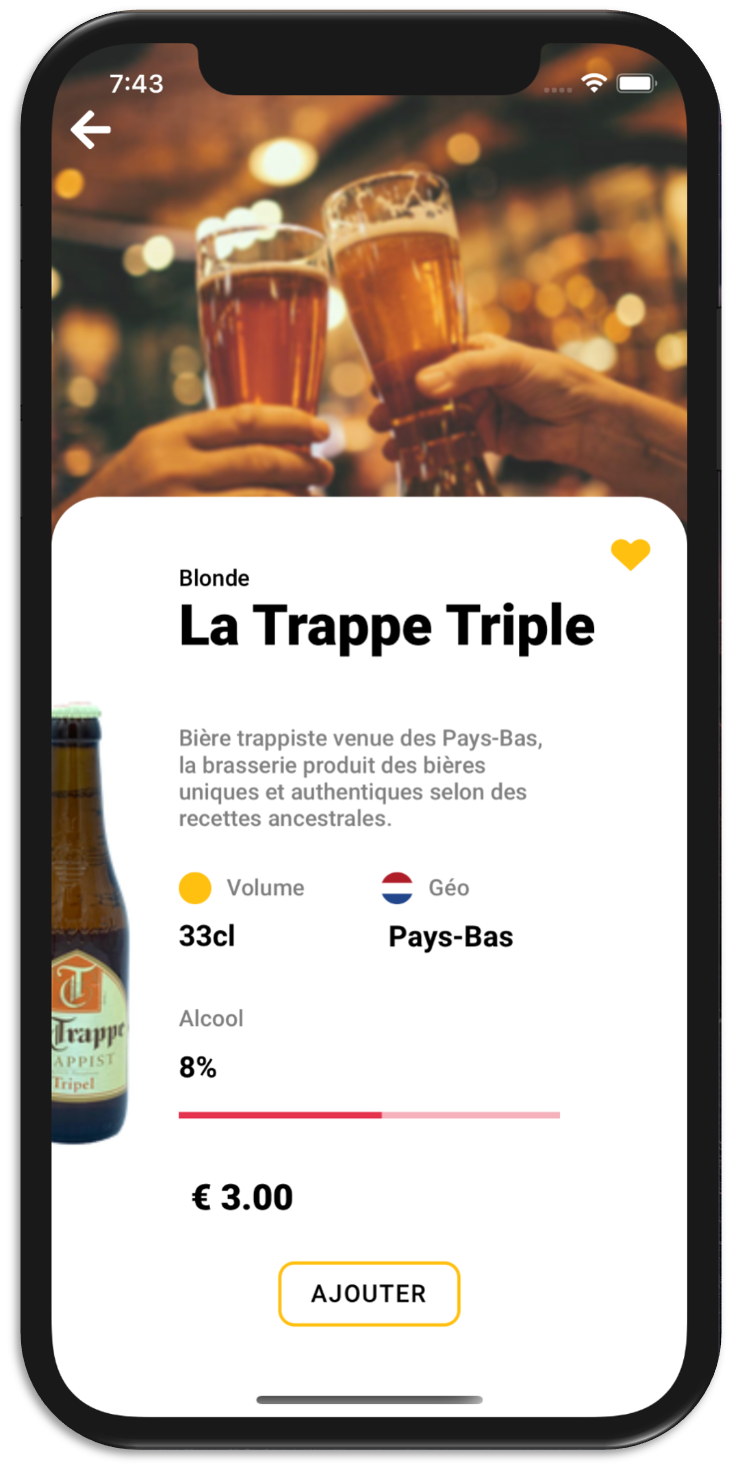 7:43
Blonde
La Trappe Triple
Bière trappiste venue des Pays-Bas,
la brasserie produit des bières
uniques et authentiques selon des
recettes ancestrales.
Volume
Géo
33cl
Pays-Bas
Alcool
8%
T
Trappe
APPIST
Tripel
€ 3.00
AJOUTER